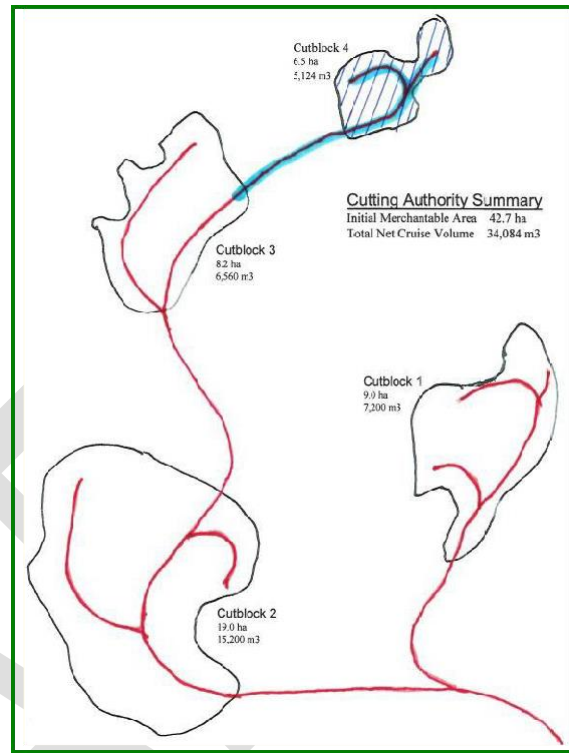 Cutblock 4
6.5 ha
5,124 m3
Cutting Authority Summary
Initial Merchantable Area 42.7 ha
Total Net Cruise Volume 34,084 m3
Cutblock 3
8.2 ha
6,560 m3
Cutblock 1
9.0 ha
7,200 m3
Cutblock 2
19.0 ha
15,200 m3